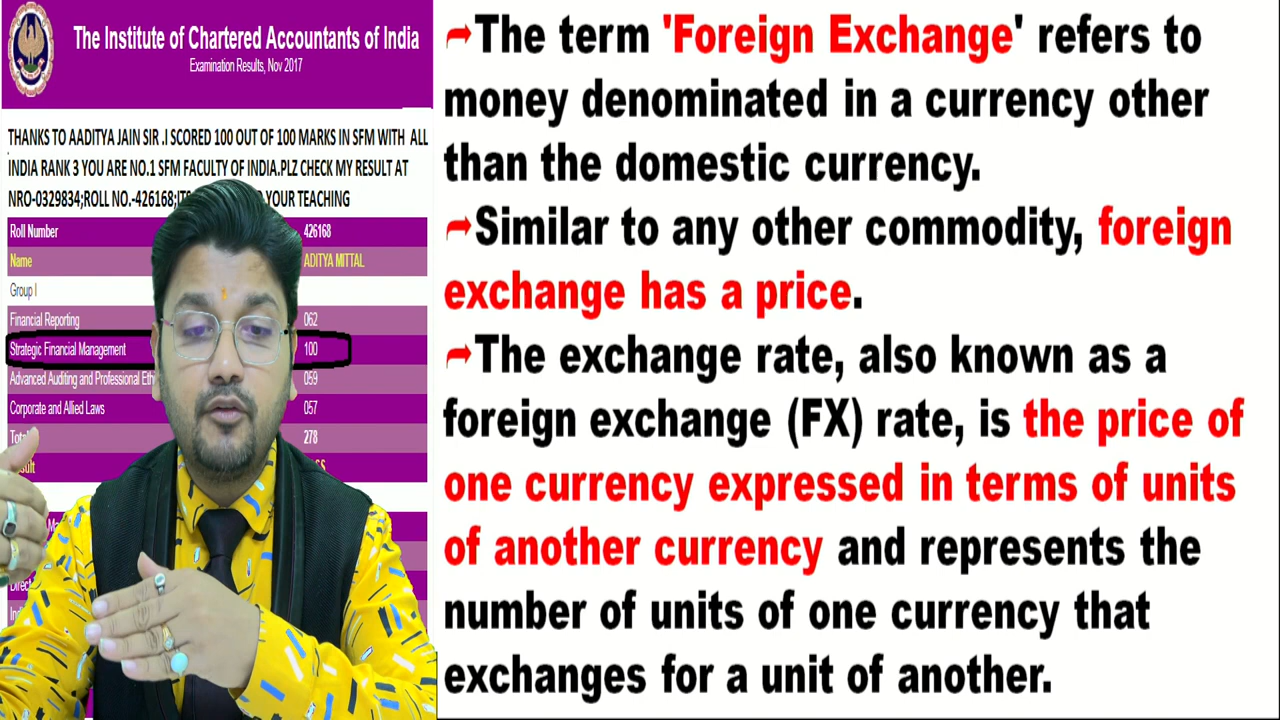 The Institute of Chartered Accountants of India
Examination Results, Nov 2017
THANKS TO AADITYA JAIN SIR .I SCORED 100 OUT OF 100 MARKS IN SFM WITH ALL
INDIA RANK 3 YOU ARE NO.1 SFM FACULTY OF INDIA.PLZ CHECK MY RESULT AT
NRO-0329834;ROLL NO.-426168; YOUR TEACHING
Roll Number 426168
Name ADITYA MITTAL
Group I
Financial Reporting 062
Strategic Financial Management 100
Advanced Auditing and Professional 059
Corporate and Allied Laws 057
278
➦The term 'Foreign Exchange' refers to
money denominated in a currency other
than the domestic currency.
➦Similar to any other commodity, foreign
exchange has a price.
➦The exchange rate, also known as a
foreign exchange (FX) rate, is the price of
one currency expressed in terms of units
of another currency and represents the
number of units of one currency that
exchanges for a unit of another.